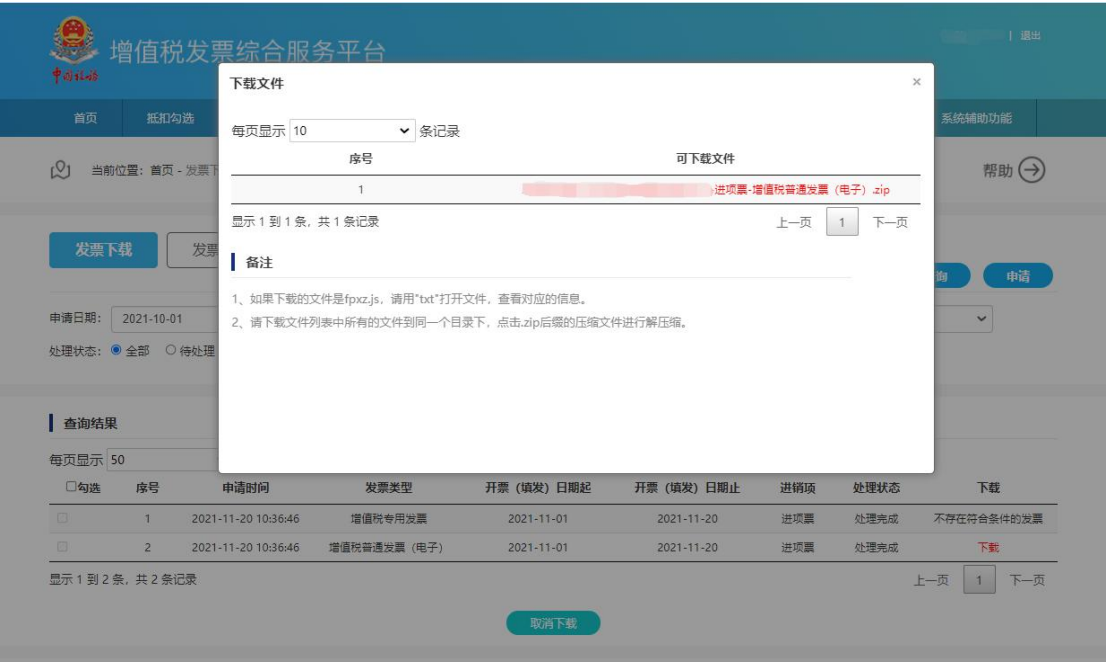 中国税务
增值税发票综合服务平台
| 退出
首页 抵扣勾选 系统辅助功能
当前位置：首页 - 发票下
帮助
下载文件 ×
每页显示 10 条记录
序号 可下载文件
1 进项票-增值税普通发票（电子）.zip
显示 1 到 1 条，共 1 条记录 上一页 1 下一页
备注
1、如果下载的文件是fpxz.js，请用"txt"打开文件，查看对应的信息。
2、请下载文件列表中所有的文件到同一个目录下，点击.zip后缀的压缩文件进行解压缩。
发票下载 发票
询 申请
申请日期： 2021-10-01
处理状态： 全部 待处理
查询结果
每页显示 50
勾选 序号 申请时间 发票类型 开票（填发）日期起 开票（填发）日期止 进销项 处理状态 下载
1 2021-11-20 10:36:46 增值税专用发票 2021-11-01 2021-11-20 进项票 处理完成 不存在符合条件的发票
2 2021-11-20 10:36:46 增值税普通发票（电子） 2021-11-01 2021-11-20 进项票 处理完成 下载
显示 1 到 2 条，共 2 条记录 上一页 1 下一页
取消下载